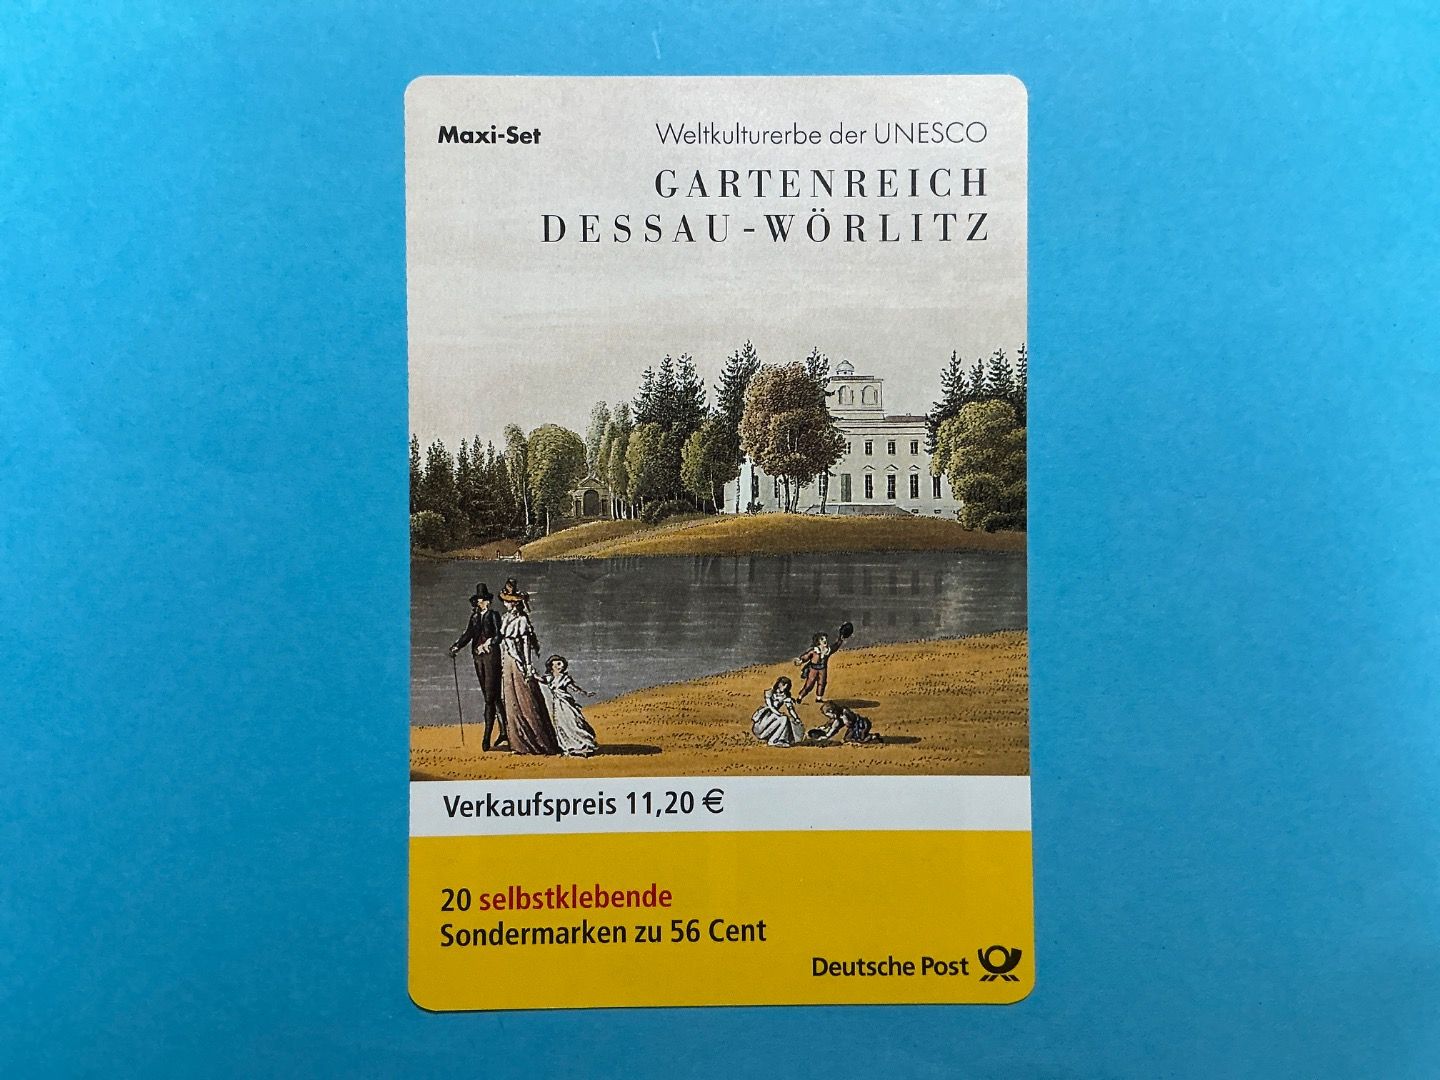 Maxi-Set
Weltkulturerbe der UNESCO
GARTENREICH
DESSAU-WÖRLITZ
Verkaufspreis 11,20 €
20 selbstklebende
Sondermarken zu 56 Cent
Deutsche Post